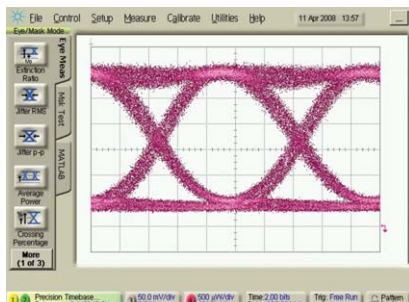 File Control Setup Measure Calibrate Utilities Help 11 Apr 2008 13:57
Eye/Mask Mode
Extinction
Ratio
Jitter RMS
Jitter p-p
Average
Power
Crossing
Percentage
More
(1 of 3)
Eye Meas
Msk Test
MATLAB
Precision Timebase... 50.0 mV/div 500 µW/div Time:2.00 bits Trig: Free Run Pattern